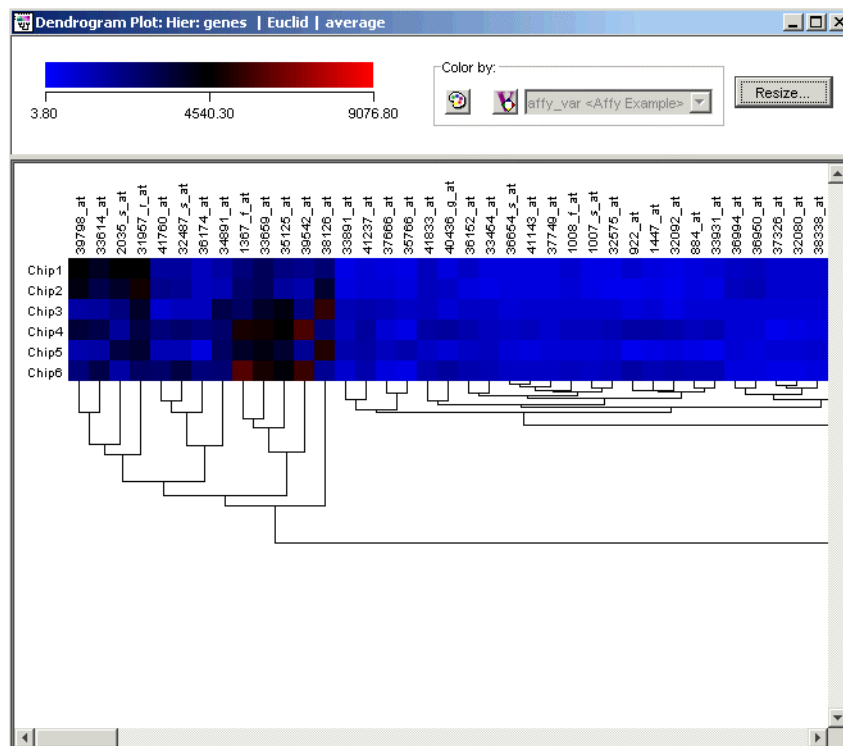 Dendrogram Plot: Hier: genes | Euclid | average
Color by:
affy_var <Affy Example>
Resize...
3.80 4540.30 9076.80
39798_at
33614_at
2035_s_at
31957_r_at
41760_at
32487_s_at
36174_at
34891_at
1367_f_at
33659_at
35125_at
39542_at
38126_at
33891_at
41237_at
37666_at
35766_at
41833_at
40436_g_at
36152_at
33454_at
36654_s_at
41143_at
37749_at
1008_f_at
1007_s_at
32575_at
922_at
1447_at
32092_at
884_at
33931_at
36994_at
36950_at
37326_at
32080_at
38338_at
Chip1
Chip2
Chip3
Chip4
Chip5
Chip6